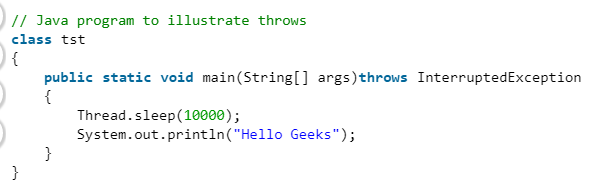 // Java program to illustrate throws
class tst
{
    public static void main(String[] args)throws InterruptedException
    {
        Thread.sleep(10000);
        System.out.println("Hello Geeks");
    }
}